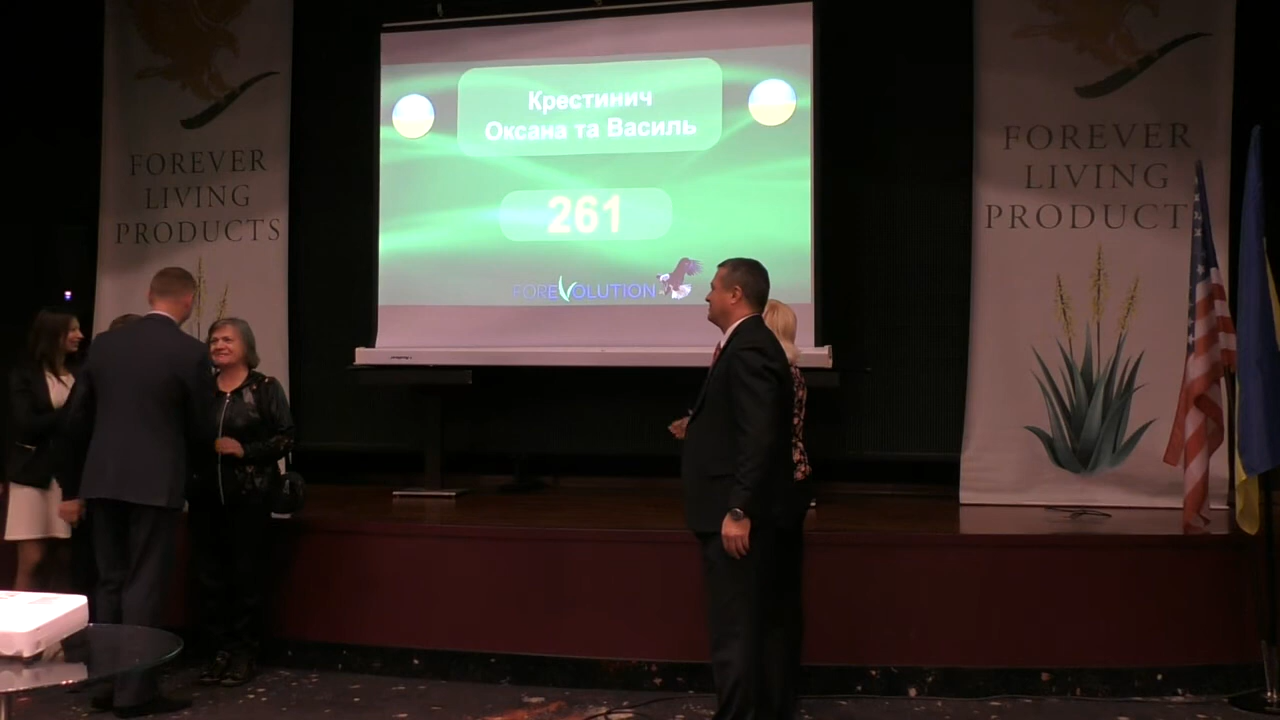 FOREVER
LIVING
PRODUCTS
Крестинич
Оксана та Василь
261
FOREVOLUTION
FOREVER
LIVING
PRODUCT